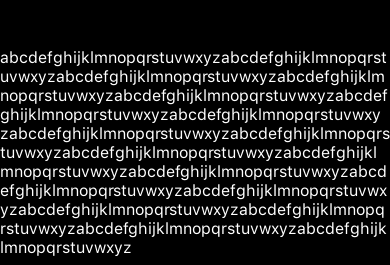 abcdefghijklmnopqrstuvwxyzabcdefghijklmnopqrst
uvwxyzabcdefghijklmnopqrstuvwxyzabcdefghijklm
nopqrstuvwxyzabcdefghijklmnopqrstuvwxyzabcdef
ghijklmnopqrstuvwxyzabcdefghijklmnopqrstuvwxy
zabcdefghijklmnopqrstuvwxyzabcdefghijklmnopqrs
tuvwxyzabcdefghijklmnopqrstuvwxyzabcdefghijkl
mnopqrstuvwxyzabcdefghijklmnopqrstuvwxyzabcd
efghijklmnopqrstuvwxyzabcdefghijklmnopqrstuvwx
yzabcdefghijklmnopqrstuvwxyzabcdefghijklmnopq
rstuvwxyzabcdefghijklmnopqrstuvwxyzabcdefghijk
lmnopqrstuvwxyz